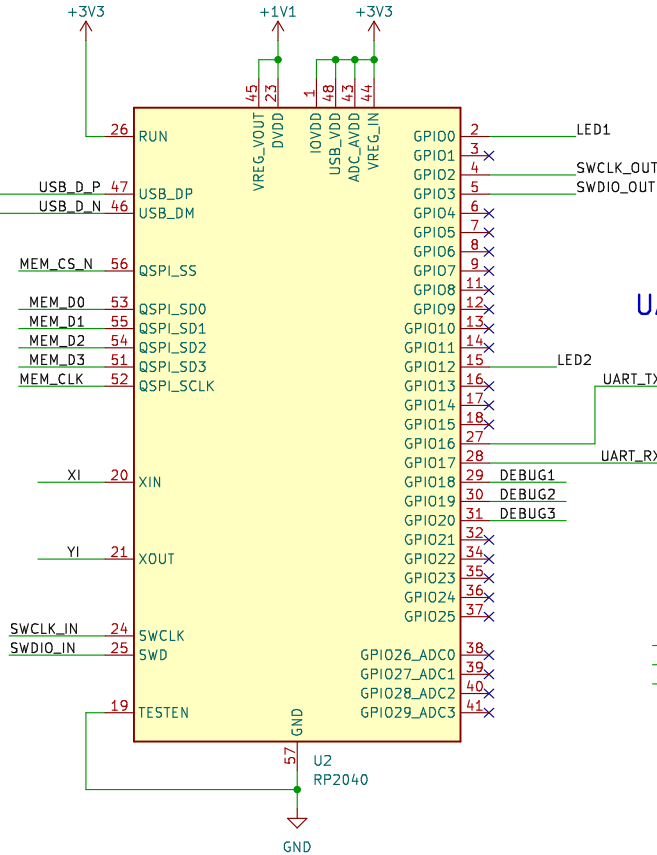 +3V3
+1V1
+3V3
45
23
1
48
43
44
VREG_VOUT
DVDD
IOVDD
USB_VDD
ADC_AVDD
VREG_IN
26 RUN
GPIO0 2 LED1
GPIO1 3
GPIO2 4 SWCLK_OUT
USB_D_P 47 USB_DP
GPIO3 5 SWDIO_OUT
USB_D_N 46 USB_DM
GPIO4 6
GPIO5 7
GPIO6 8
MEM_CS_N 56 QSPI_SS
GPIO7 9
GPIO8 11
MEM_D0 53 QSPI_SD0
GPIO9 12
MEM_D1 55 QSPI_SD1
GPIO10 13
MEM_D2 54 QSPI_SD2
GPIO11 14
MEM_D3 51 QSPI_SD3
GPIO12 15 LED2
MEM_CLK 52 QSPI_SCLK
GPIO13 16 UART_TX
GPIO14 17
GPIO15 18
GPIO16 27
GPIO17 28 UART_RX
XI 20 XIN
GPIO18 29 DEBUG1
GPIO19 30 DEBUG2
GPIO20 31 DEBUG3
GPIO21 32
YI 21 XOUT
GPIO22 34
GPIO23 35
GPIO24 36
GPIO25 37
SWCLK_IN 24 SWCLK
SWDIO_IN 25 SWD
GPIO26_ADC0 38
GPIO27_ADC1 39
GPIO28_ADC2 40
19 TESTEN
GPIO29_ADC3 41
GND
57
U2
RP2040
GND